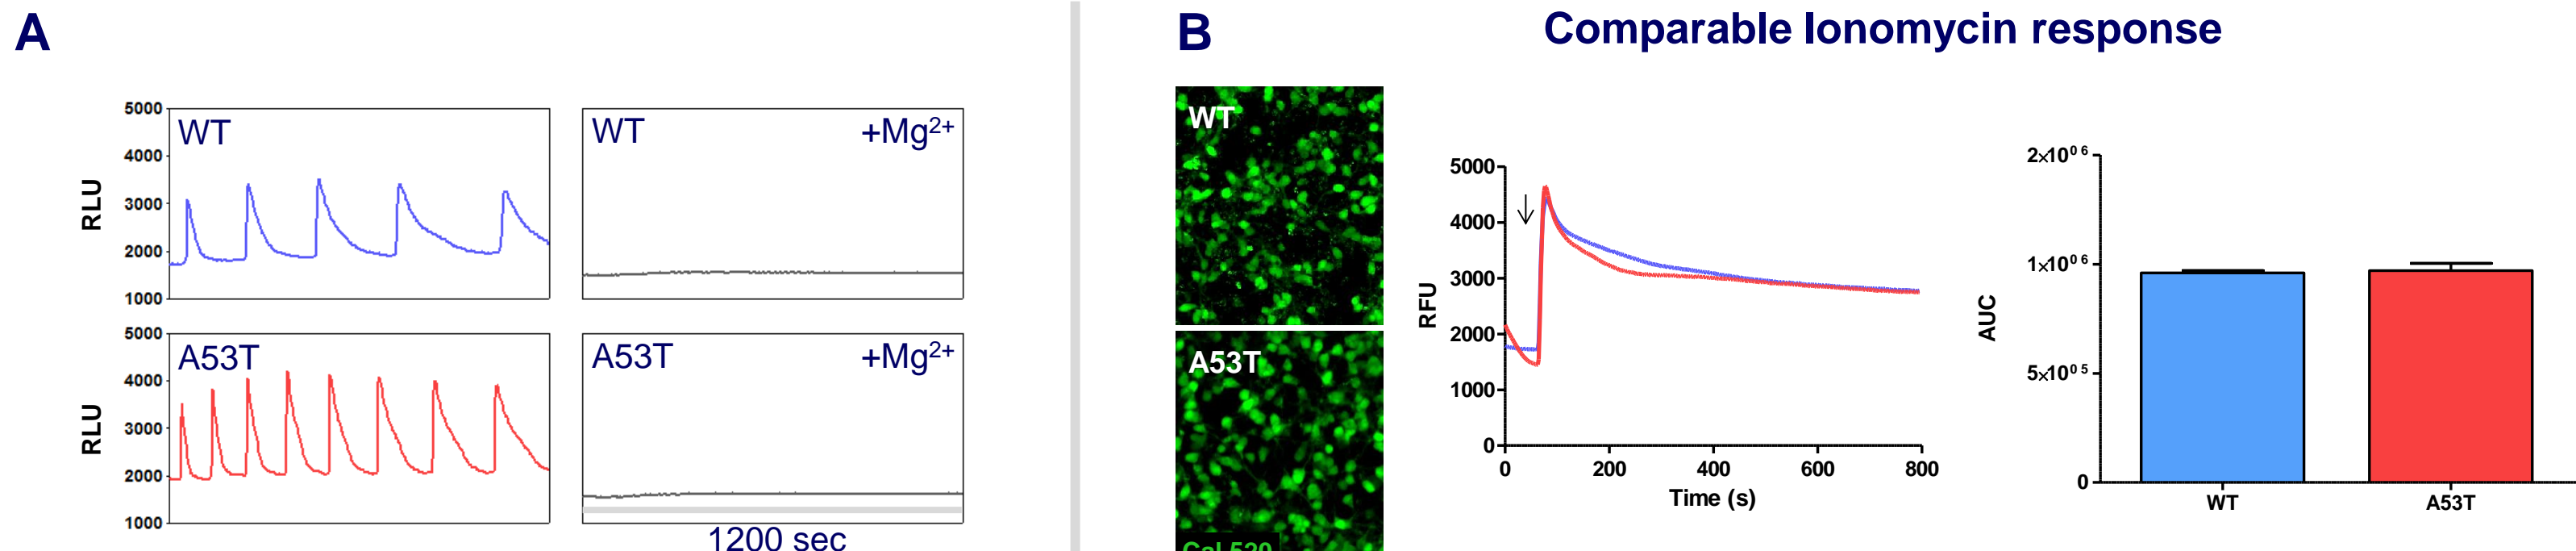 A
B
Comparable Ionomycin response
RLU
5000
4000
3000
2000
1000
WT
WT
+Mg²⁺
RLU
5000
4000
3000
2000
1000
A53T
A53T
+Mg²⁺
1200 sec
WT
A53T
Cal 520
RFU
5000
4000
3000
2000
1000
0
0
200
400
600
800
Time (s)
AUC
2×10⁰⁶
1×10⁰⁶
5×10⁰⁵
0
WT
A53T